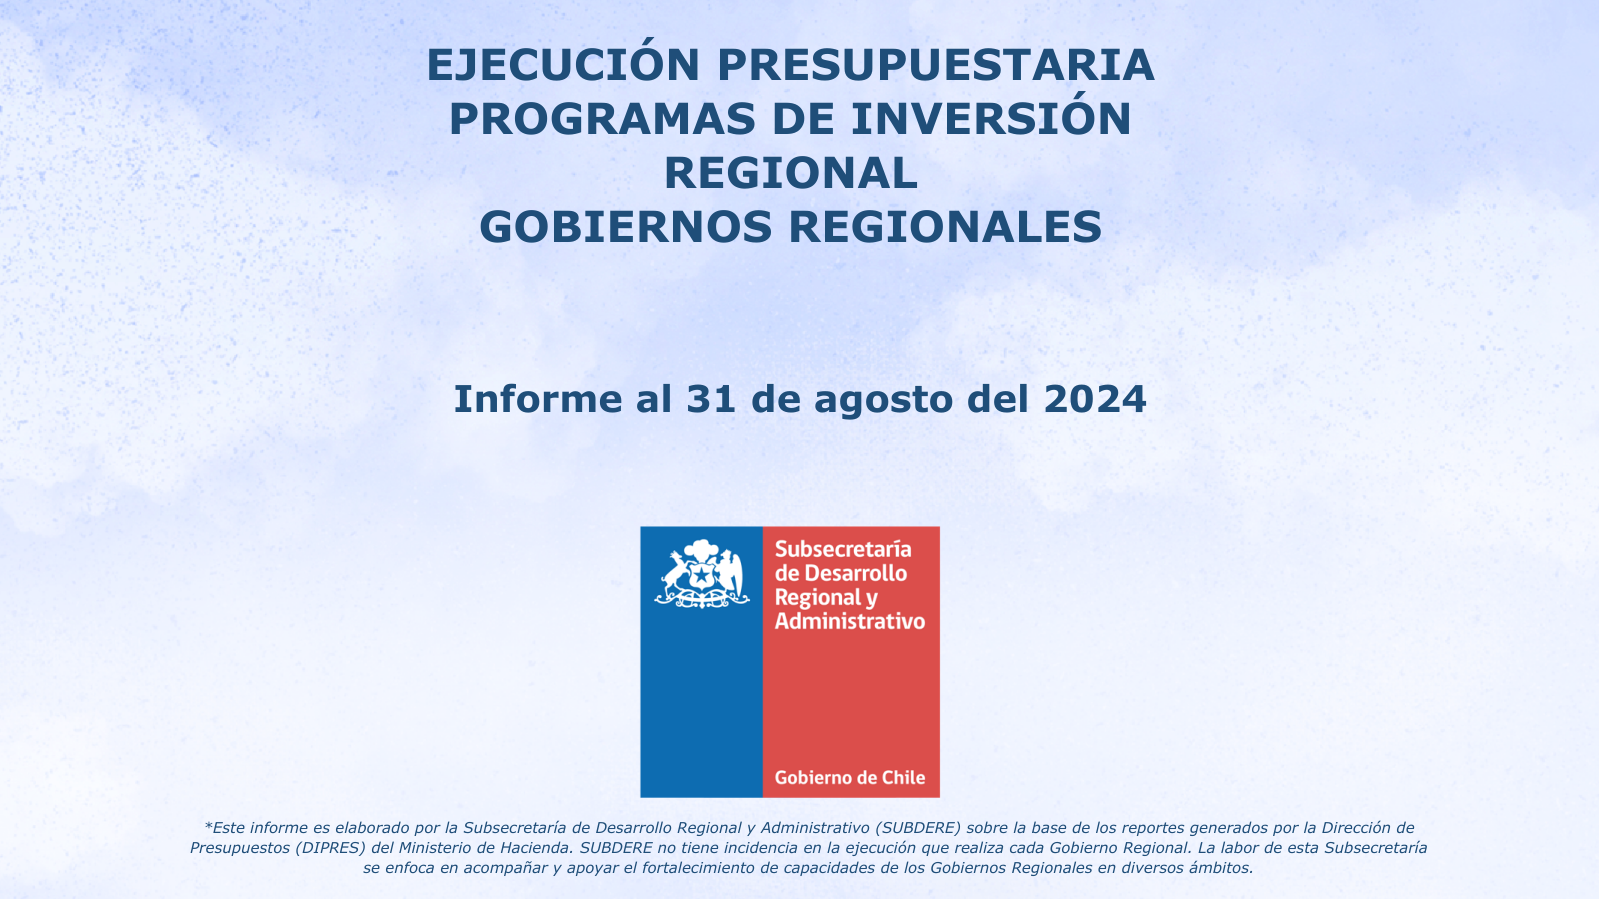 EJECUCIÓN PRESUPUESTARIA
PROGRAMAS DE INVERSIÓN
REGIONAL
GOBIERNOS REGIONALES
Informe al 31 de agosto del 2024
Subsecretaría
de Desarrollo
Regional y
Administrativo
Gobierno de Chile
*Este informe es elaborado por la Subsecretaría de Desarrollo Regional y Administrativo (SUBDERE) sobre la base de los reportes generados por la Dirección de
Presupuestos (DIPRES) del Ministerio de Hacienda. SUBDERE no tiene incidencia en la ejecución que realiza cada Gobierno Regional. La labor de esta Subsecretaría
se enfoca en acompañar y apoyar el fortalecimiento de capacidades de los Gobiernos Regionales en diversos ámbitos.